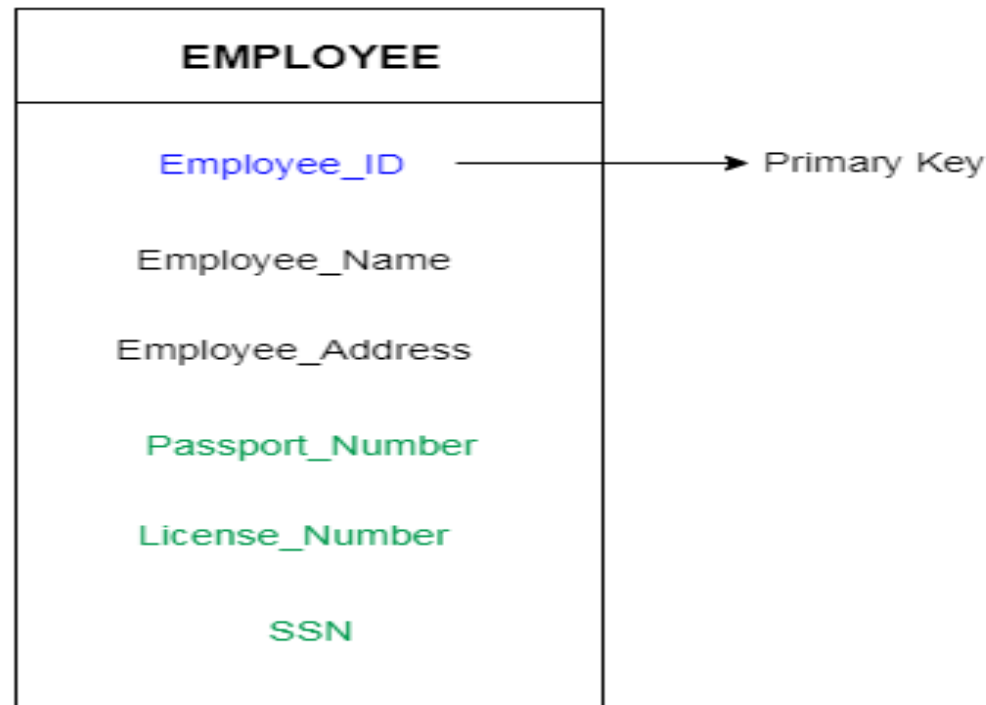 EMPLOYEE
Employee_ID Primary Key
Employee_Name
Employee_Address
Passport_Number
License_Number
SSN